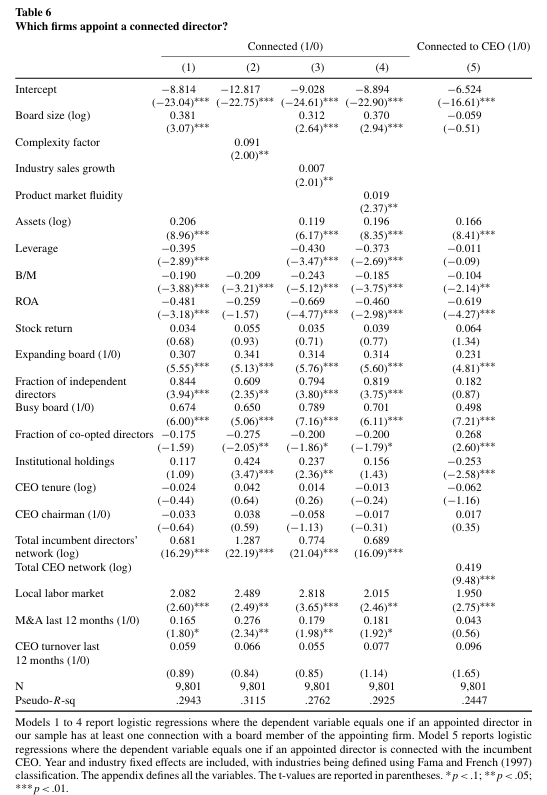 Table 6
Which firms appoint a connected director?
Connected (1/0) Connected to CEO (1/0)
(1) (2) (3) (4) (5)
Intercept −8.814 −12.817 −9.028 −8.894 −6.524
(−23.04)*** (−22.75)*** (−24.61)*** (−22.90)*** (−16.61)***
Board size (log) 0.381 0.312 0.370 −0.059
(3.07)*** (2.64)*** (2.94)*** (−0.51)
Complexity factor 0.091
(2.00)**
Industry sales growth 0.007
(2.01)**
Product market fluidity 0.019
(2.37)**
Assets (log) 0.206 0.119 0.196 0.166
(8.96)*** (6.17)*** (8.35)*** (8.41)***
Leverage −0.395 −0.430 −0.373 −0.011
(−2.89)*** (−3.47)*** (−2.69)*** (−0.09)
B/M −0.190 −0.209 −0.243 −0.185 −0.104
(−3.88)*** (−3.21)*** (−5.12)*** (−3.75)*** (−2.14)**
ROA −0.481 −0.259 −0.669 −0.460 −0.619
(−3.18)*** (−1.57) (−4.77)*** (−2.98)*** (−4.27)***
Stock return 0.034 0.055 0.035 0.039 0.064
(0.68) (0.93) (0.71) (0.77) (1.34)
Expanding board (1/0) 0.307 0.341 0.314 0.314 0.231
(5.55)*** (5.13)*** (5.76)*** (5.60)*** (4.81)***
Fraction of independent 0.844 0.609 0.794 0.819 0.182
directors (3.94)*** (2.35)** (3.80)*** (3.75)*** (0.87)
Busy board (1/0) 0.674 0.650 0.789 0.701 0.498
(6.00)*** (5.06)*** (7.16)*** (6.11)*** (7.21)***
Fraction of co-opted directors −0.175 −0.275 −0.200 −0.200 0.268
(−1.59) (−2.05)** (−1.86)* (−1.79)* (2.60)***
Institutional holdings 0.117 0.424 0.237 0.156 −0.253
(1.09) (3.47)*** (2.36)** (1.43) (−2.58)***
CEO tenure (log) −0.024 0.042 0.014 −0.013 −0.062
(−0.44) (0.64) (0.26) (−0.24) (−1.16)
CEO chairman (1/0) −0.033 0.038 −0.058 −0.017 0.017
(−0.64) (0.59) (−1.13) (−0.31) (0.35)
Total incumbent directors’ 0.681 1.287 0.774 0.689
network (log) (16.29)*** (22.19)*** (21.04)*** (16.09)***
Total CEO network (log) 0.419
(9.48)***
Local labor market 2.082 2.489 2.818 2.015 1.950
(2.60)*** (2.49)** (3.65)*** (2.46)** (2.75)***
M&A last 12 months (1/0) 0.165 0.276 0.179 0.181 0.043
(1.80)* (2.34)** (1.98)** (1.92)* (0.56)
CEO turnover last 0.059 0.066 0.055 0.077 0.096
12 months (1/0)
(0.89) (0.84) (0.85) (1.14) (1.65)
N 9,801 9,801 9,801 9,801 9,801
Pseudo-R-sq .2943 .3115 .2762 .2925 .2447
Models 1 to 4 report logistic regressions where the dependent variable equals one if an appointed director in
our sample has at least one connection with a board member of the appointing firm. Model 5 reports logistic
regressions where the dependent variable equals one if an appointed director is connected with the incumbent
CEO. Year and industry fixed effects are included, with industries being defined using Fama and French (1997)
classification. The appendix defines all the variables. The t-values are reported in parentheses. *p < .1; **p < .05;
***p < .01.